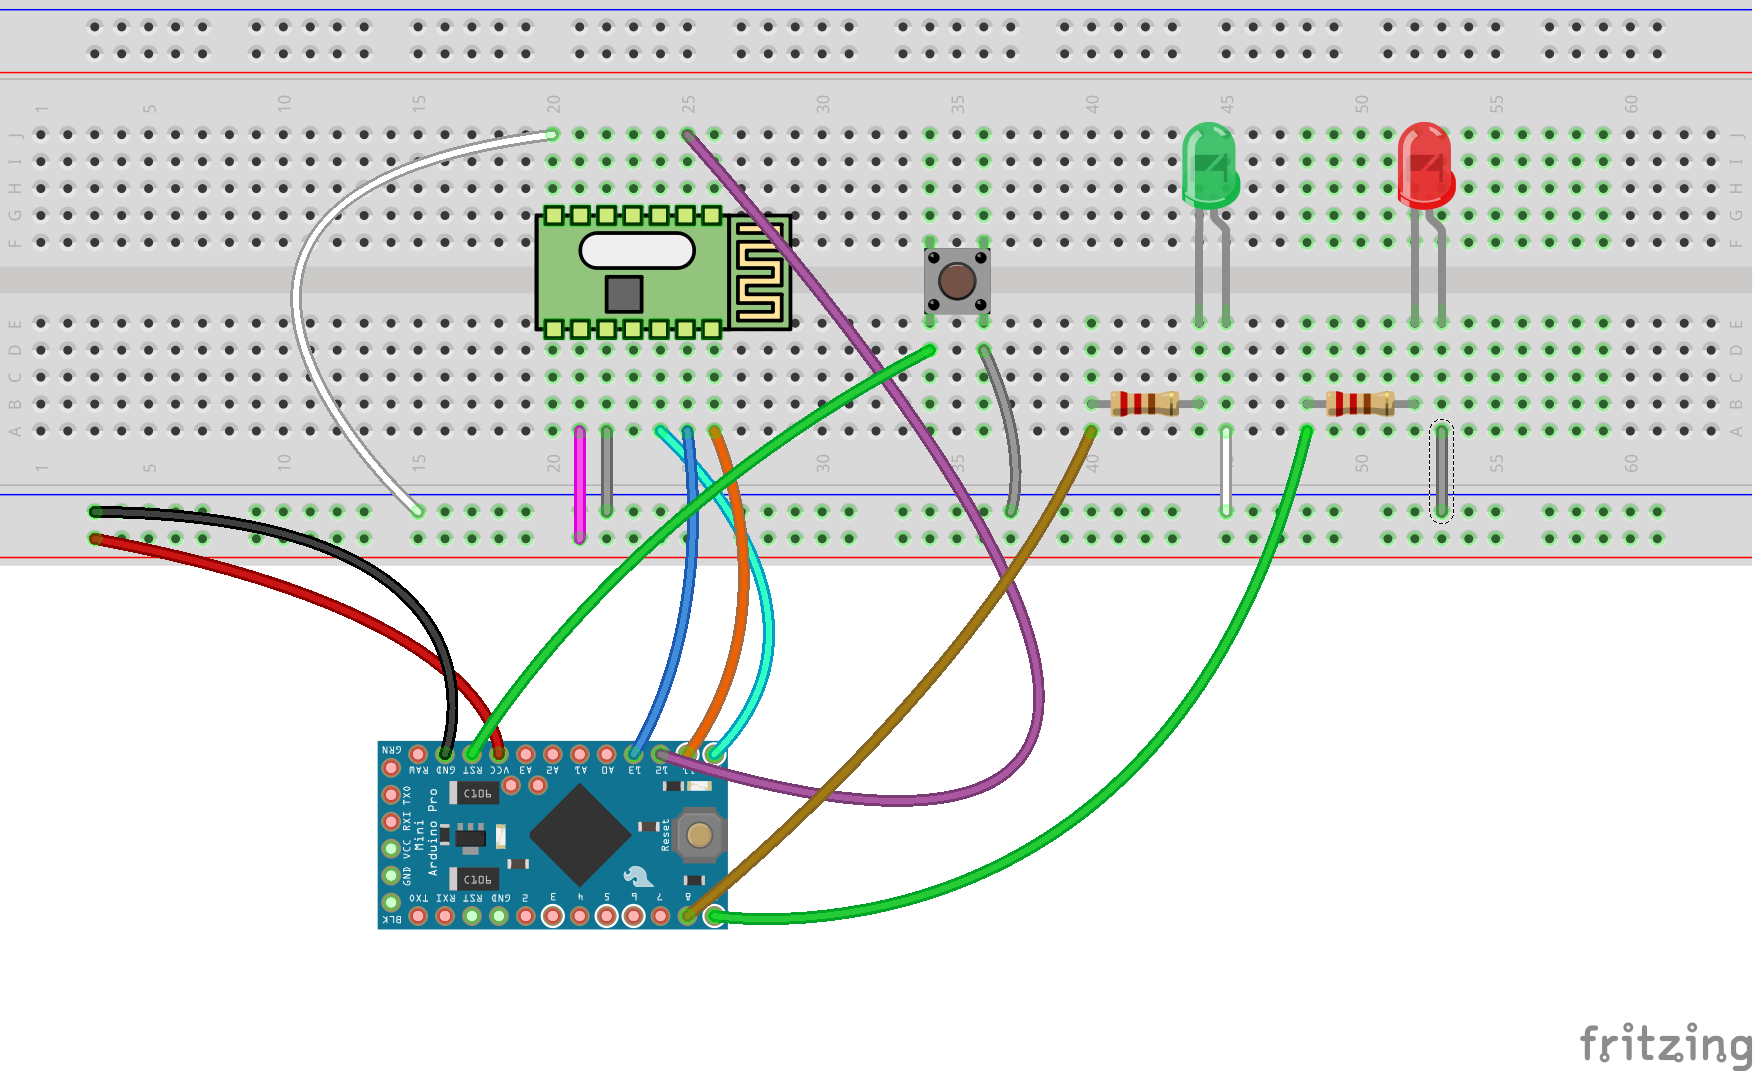 1 5 10 15 20 25 30 35 40 45 50 55 60
J J
I I
H H
G G
F F
E E
D D
C C
B B
A A
1 5 10 15 20 30 35 40 45 50 55 60
GRN
RAW GND RST VCC A3 A2 A1 A0 13 12
TXO
RXI
VCC
GND
BLK
C106
C106
Arduino Pro
Mini
Reset
TXO RXI RST GND 2 3 4 5 6 7 8
fritzing